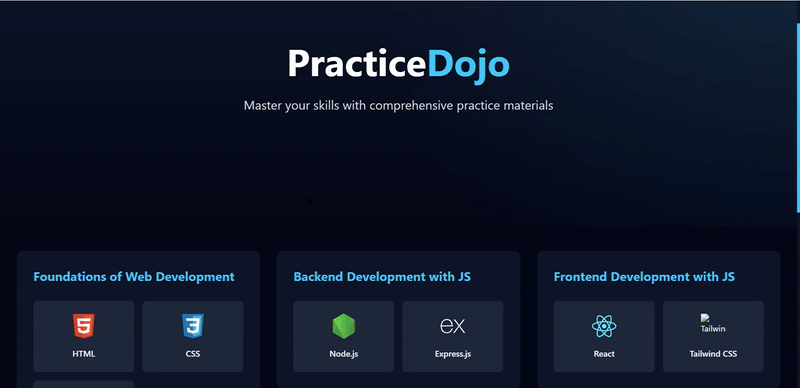 PracticeDojo
Master your skills with comprehensive practice materials
Foundations of Web Development
HTML
CSS
Backend Development with JS
Node.js
ex
Express.js
Frontend Development with JS
React
Tailwin
Tailwind CSS